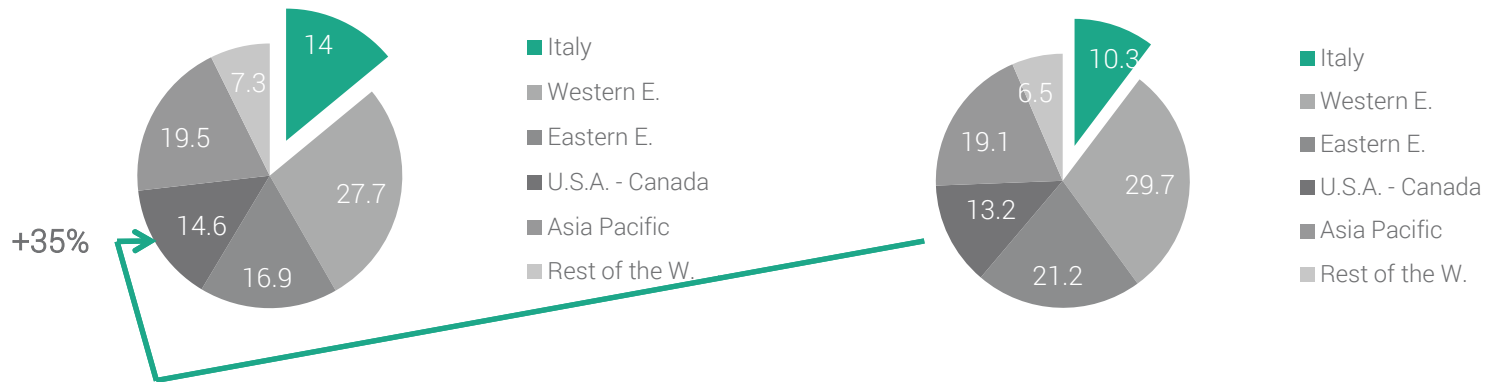 14
7.3
19.5
27.7
14.6
16.9
+35%
Italy
Western E.
Eastern E.
U.S.A. - Canada
Asia Pacific
Rest of the W.
10.3
6.5
19.1
29.7
13.2
21.2
Italy
Western E.
Eastern E.
U.S.A. - Canada
Asia Pacific
Rest of the W.